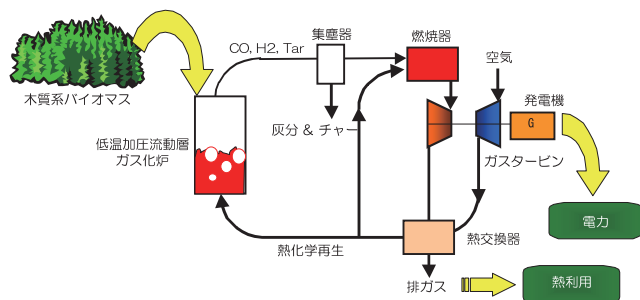 集塵器
燃焼器
CO, H2, Tar
空気
木質系バイオマス
発電機
G
灰分 & チャー
低温加圧流動層
ガス化炉
ガスタービン
電力
熱交換器
熱化学再生
排ガス
熱利用